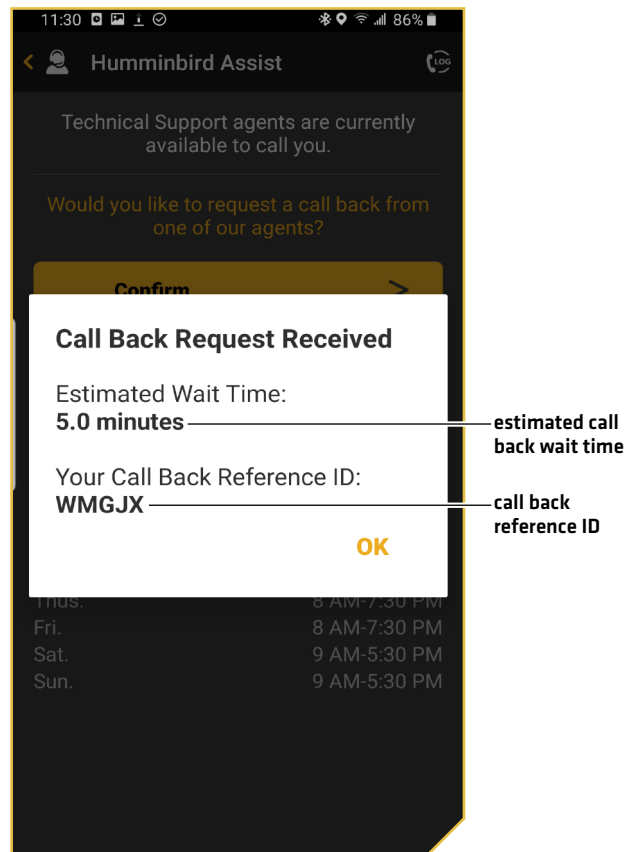 11:30 86%
Humminbird Assist LOG
Technical Support agents are currently
available to call you.
Would you like to request a call back from
one of our agents?
Confirm >
Call Back Request Received
Estimated Wait Time:
5.0 minutes
estimated call
back wait time
Your Call Back Reference ID:
WMGJX
call back
reference ID
OK
Thus. 8 AM-7:30 PM
Fri. 8 AM-7:30 PM
Sat. 9 AM-5:30 PM
Sun. 9 AM-5:30 PM